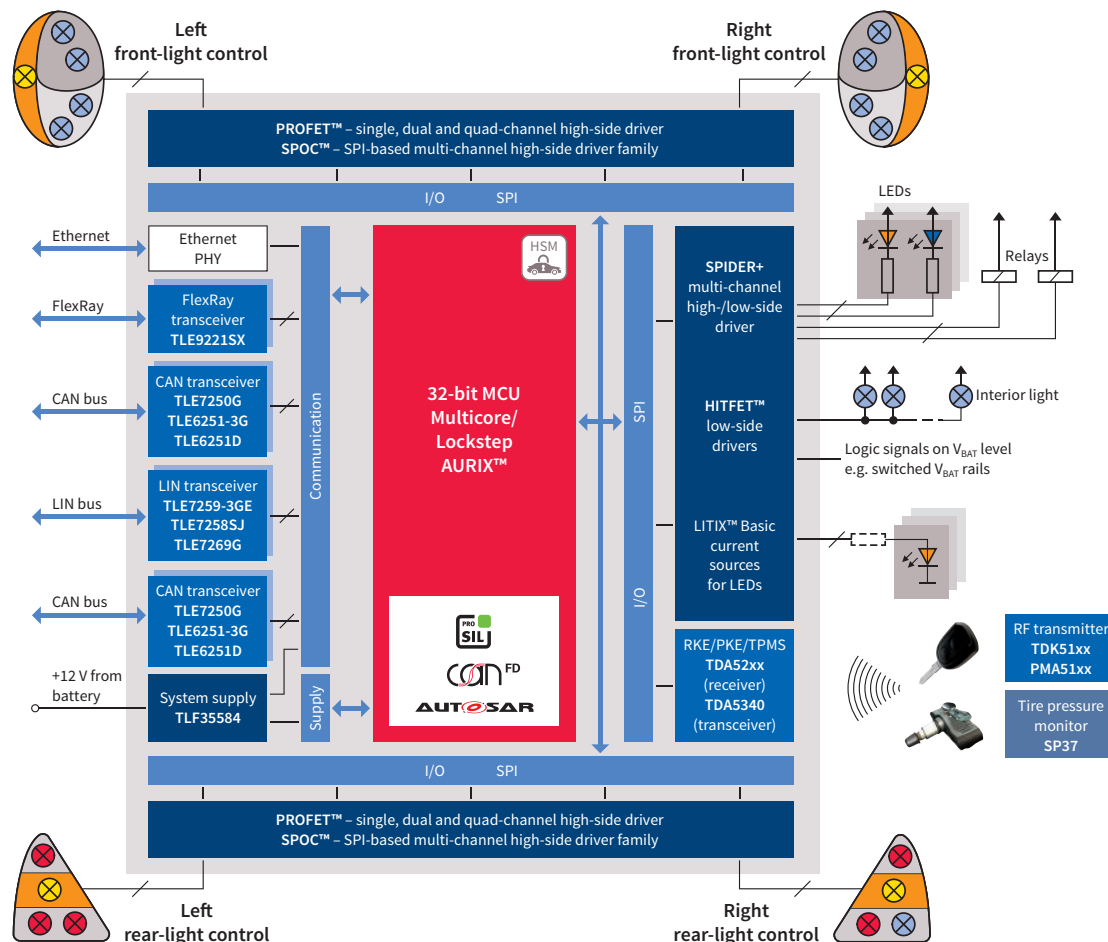 Left
front-light control
Right
front-light control
PROFET™ – single, dual and quad-channel high-side driver
SPOC™ – SPI-based multi-channel high-side driver family
I/O SPI
Ethernet
Ethernet
PHY
FlexRay
FlexRay
transceiver
TLE9221SX
CAN bus
CAN transceiver
TLE7250G
TLE6251-3G
TLE6251D
LIN bus
LIN transceiver
TLE7259-3GE
TLE7258SJ
TLE7269G
CAN bus
CAN transceiver
TLE7250G
TLE6251-3G
TLE6251D
+12 V from
battery
System supply
TLF35584
Communication
Supply
HSM
32-bit MCU
Multicore/
Lockstep
AURIX™
PRO
SIL
CAN FD
AUTOSAR
SPI
I/O
SPIDER+
multi-channel
high-/low-side
driver
HITFET™
low-side
drivers
LITIX™ Basic
current
sources
for LEDs
RKE/PKE/TPMS
TDA52xx
(receiver)
TDA5340
(transceiver)
LEDs
Relays
Interior light
Logic signals on VBAT level
e.g. switched VBAT rails
RF transmitter
TDK51xx
PMA51xx
Tire pressure
monitor
SP37
I/O SPI
PROFET™ – single, dual and quad-channel high-side driver
SPOC™ – SPI-based multi-channel high-side driver family
Left
rear-light control
Right
rear-light control